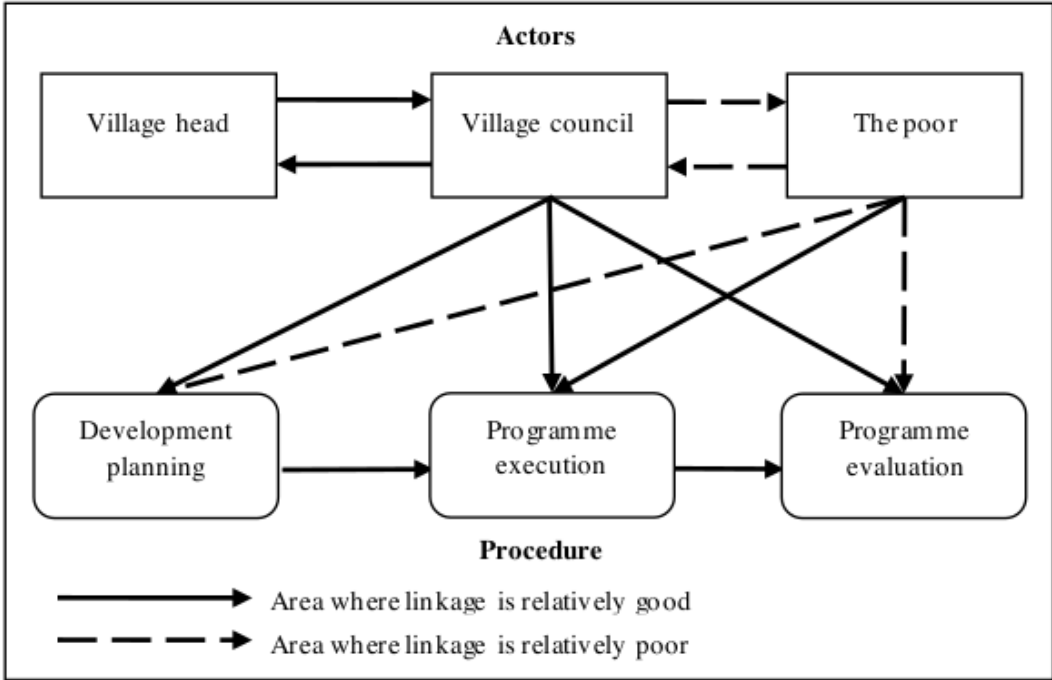 Actors
Village head
Village council
The poor
Development
planning
Programme
execution
Programme
evaluation
Procedure
Area where linkage is relatively good
Area where linkage is relatively poor